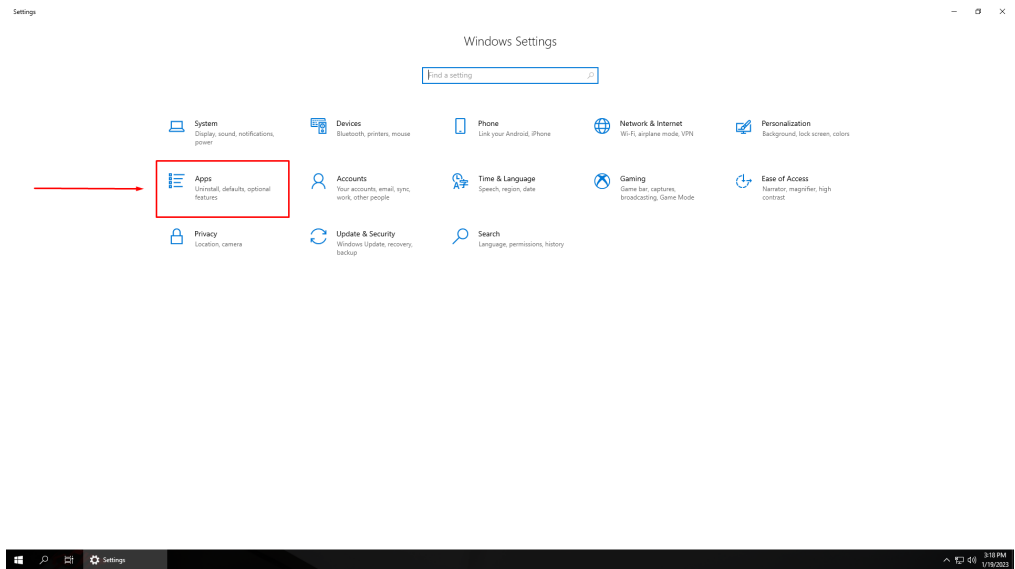 Settings
Windows Settings
Find a setting
System
Display, sound, notifications,
power
Devices
Bluetooth, printers, mouse
Phone
Link your Android, iPhone
Network & Internet
Wi-Fi, airplane mode, VPN
Personalization
Background, lock screen, colors
Apps
Uninstall, defaults, optional
features
Accounts
Your accounts, email, sync,
work, other people
Time & Language
Speech, region, date
Gaming
Game bar, captures,
broadcasting, Game Mode
Ease of Access
Narrator, magnifier, high
contrast
Privacy
Location, camera
Update & Security
Windows Update, recovery,
backup
Search
Language, permissions, history
Settings
3:18 PM
1/19/2023